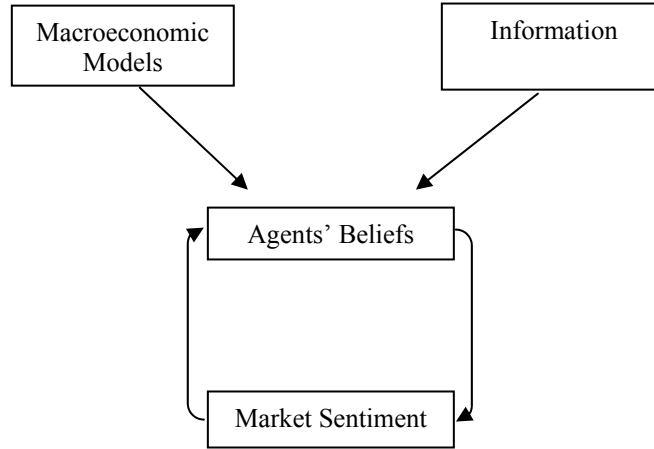 Macroeconomic
Models
Information
Agents’ Beliefs
Market Sentiment